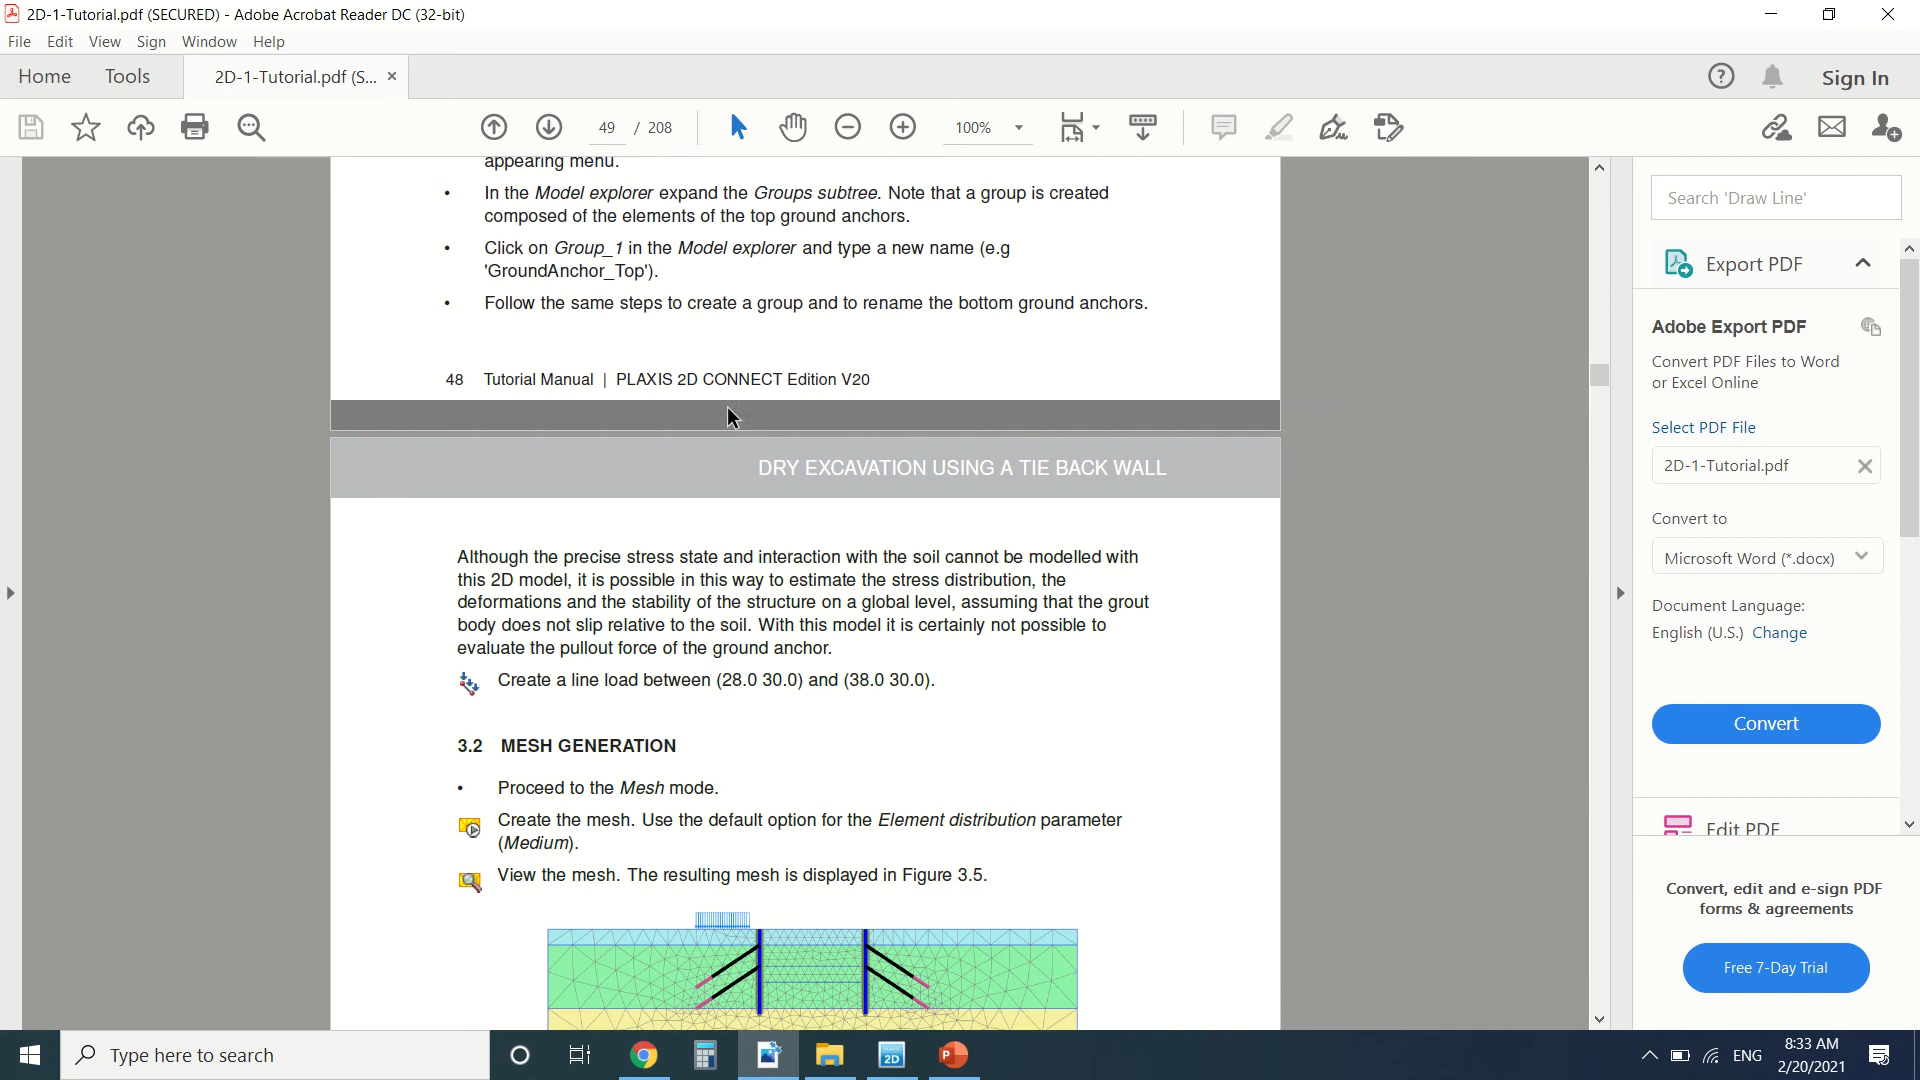 2D-1-Tutorial.pdf (SECURED) - Adobe Acrobat Reader DC (32-bit)
File Edit View Sign Window Help
Home Tools 2D-1-Tutorial.pdf (S... × Sign In
49 / 208 100%
appearing menu.
• In the Model explorer expand the Groups subtree. Note that a group is created
composed of the elements of the top ground anchors.
• Click on Group_1 in the Model explorer and type a new name (e.g
'GroundAnchor_Top').
• Follow the same steps to create a group and to rename the bottom ground anchors.
48 Tutorial Manual | PLAXIS 2D CONNECT Edition V20
DRY EXCAVATION USING A TIE BACK WALL
Although the precise stress state and interaction with the soil cannot be modelled with
this 2D model, it is possible in this way to estimate the stress distribution, the
deformations and the stability of the structure on a global level, assuming that the grout
body does not slip relative to the soil. With this model it is certainly not possible to
evaluate the pullout force of the ground anchor.
Create a line load between (28.0 30.0) and (38.0 30.0).
3.2 MESH GENERATION
• Proceed to the Mesh mode.
Create the mesh. Use the default option for the Element distribution parameter
(Medium).
View the mesh. The resulting mesh is displayed in Figure 3.5.
Search 'Draw Line'
Export PDF
Adobe Export PDF
Convert PDF Files to Word
or Excel Online
Select PDF File
2D-1-Tutorial.pdf
Convert to
Microsoft Word (*.docx)
Document Language:
English (U.S.) Change
Convert
Edit PDF
Convert, edit and e-sign PDF
forms & agreements
Free 7-Day Trial
Type here to search
2D
P
ENG
8:33 AM
2/20/2021